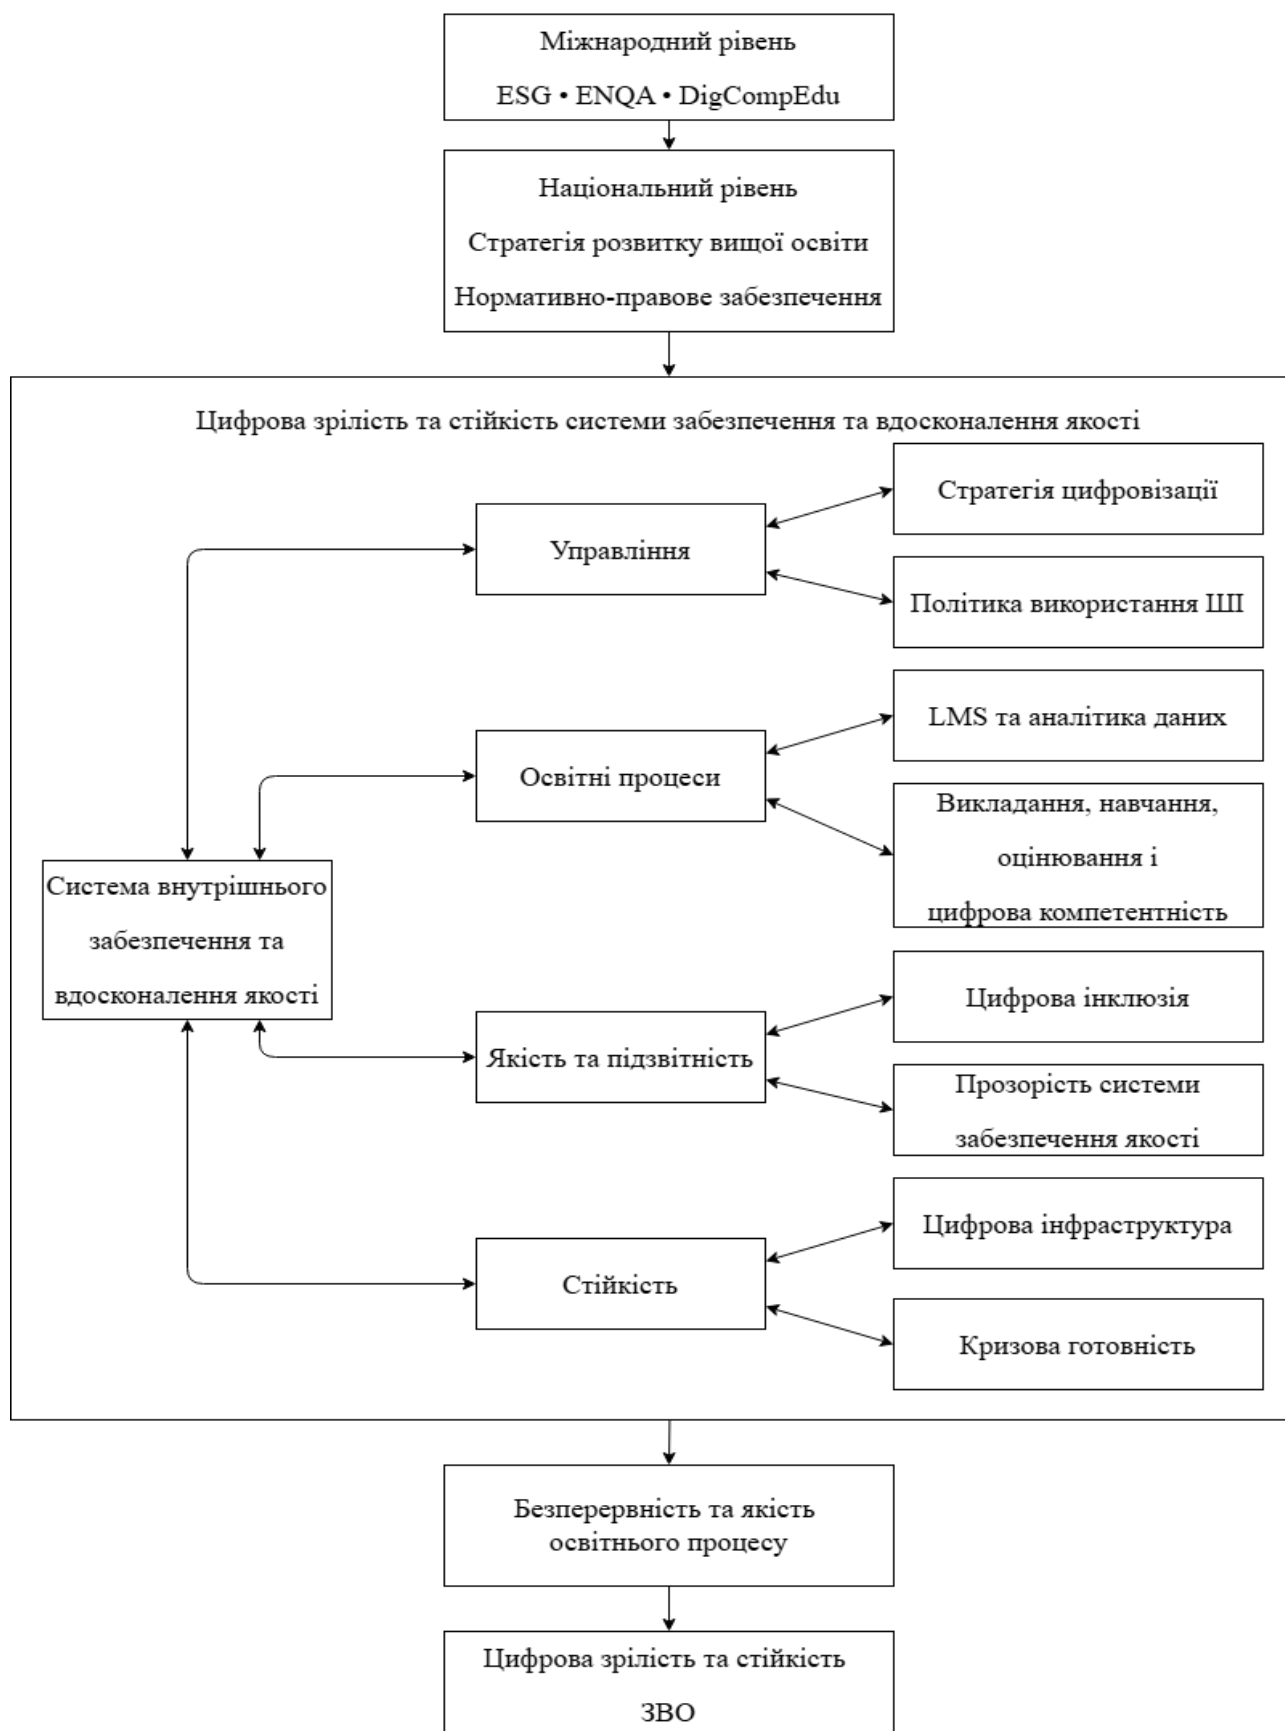 Міжнародний рівень
ESG • ENQA • DigCompEdu
Національний рівень
Стратегія розвитку вищої освіти
Нормативно-правове забезпечення
Цифрова зрілість та стійкість системи забезпечення та вдосконалення якості
Стратегія цифровізації
Управління
Політика використання ШІ
LMS та аналітика даних
Освітні процеси
Викладання, навчання,
оцінювання і
цифрова компетентність
Система внутрішнього
забезпечення та
вдосконалення якості
Цифрова інклюзія
Якість та підзвітність
Прозорість системи
забезпечення якості
Цифрова інфраструктура
Стійкість
Кризова готовність
Безперервність та якість
освітнього процесу
Цифрова зрілість та стійкість
ЗВО